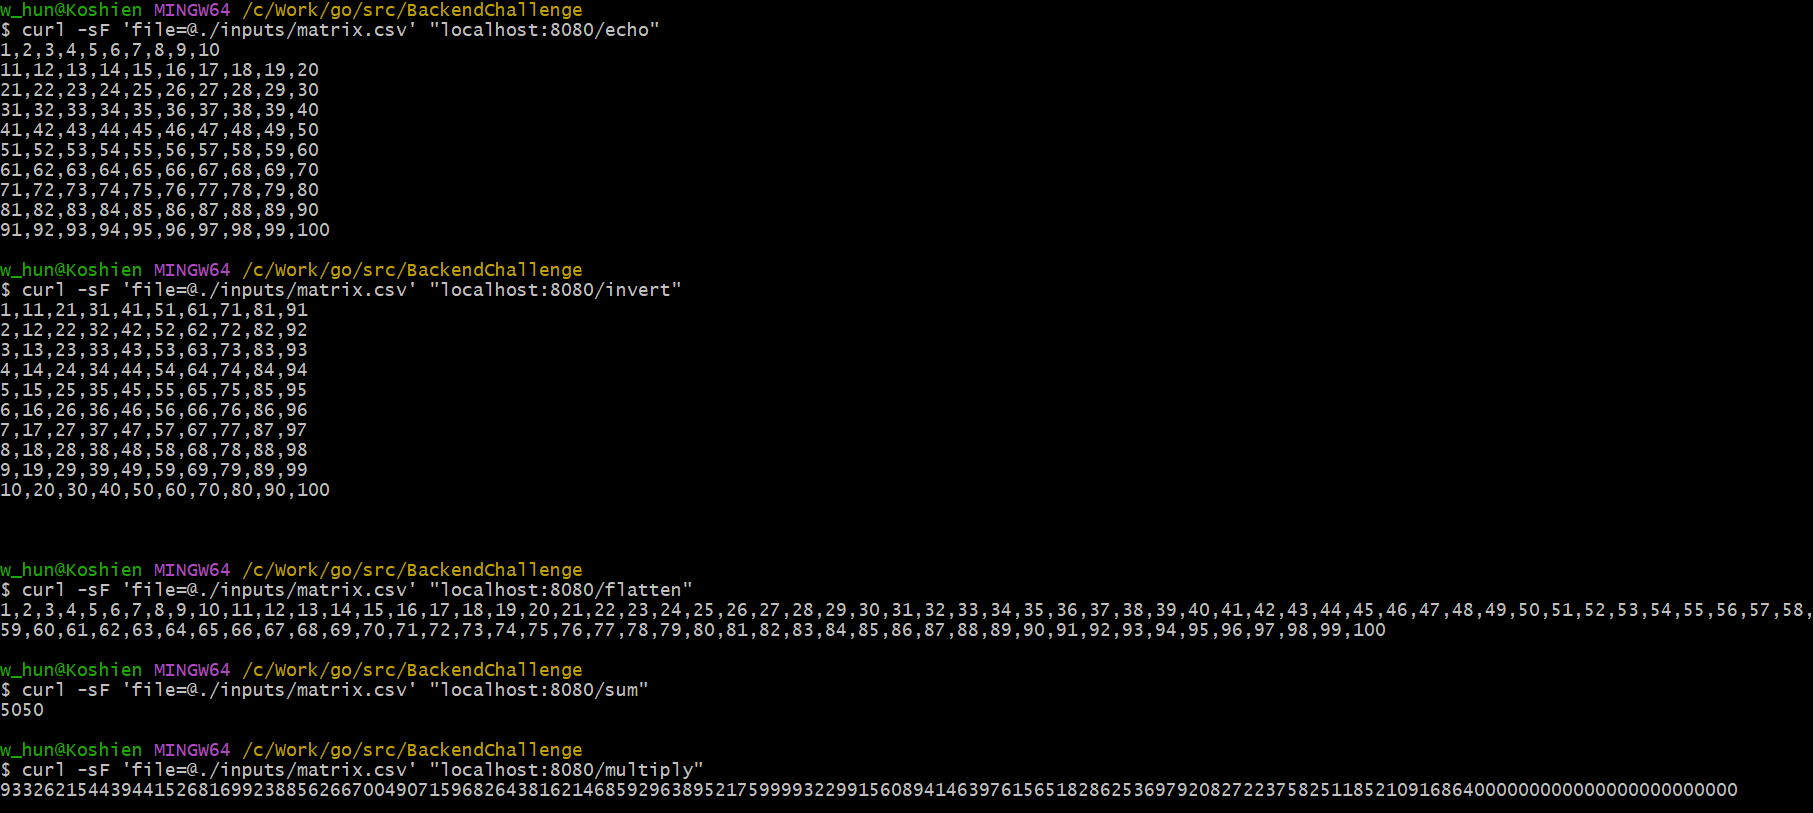 w_hun@Koshien MINGW64 /c/Work/go/src/BackendChallenge
$ curl -sF 'file=@./inputs/matrix.csv' "localhost:8080/echo"
1,2,3,4,5,6,7,8,9,10
11,12,13,14,15,16,17,18,19,20
21,22,23,24,25,26,27,28,29,30
31,32,33,34,35,36,37,38,39,40
41,42,43,44,45,46,47,48,49,50
51,52,53,54,55,56,57,58,59,60
61,62,63,64,65,66,67,68,69,70
71,72,73,74,75,76,77,78,79,80
81,82,83,84,85,86,87,88,89,90
91,92,93,94,95,96,97,98,99,100
w_hun@Koshien MINGW64 /c/Work/go/src/BackendChallenge
$ curl -sF 'file=@./inputs/matrix.csv' "localhost:8080/invert"
1,11,21,31,41,51,61,71,81,91
2,12,22,32,42,52,62,72,82,92
3,13,23,33,43,53,63,73,83,93
4,14,24,34,44,54,64,74,84,94
5,15,25,35,45,55,65,75,85,95
6,16,26,36,46,56,66,76,86,96
7,17,27,37,47,57,67,77,87,97
8,18,28,38,48,58,68,78,88,98
9,19,29,39,49,59,69,79,89,99
10,20,30,40,50,60,70,80,90,100
w_hun@Koshien MINGW64 /c/Work/go/src/BackendChallenge
$ curl -sF 'file=@./inputs/matrix.csv' "localhost:8080/flatten"
1,2,3,4,5,6,7,8,9,10,11,12,13,14,15,16,17,18,19,20,21,22,23,24,25,26,27,28,29,30,31,32,33,34,35,36,37,38,39,40,41,42,43,44,45,46,47,48,49,50,51,52,53,54,55,56,57,58,
59,60,61,62,63,64,65,66,67,68,69,70,71,72,73,74,75,76,77,78,79,80,81,82,83,84,85,86,87,88,89,90,91,92,93,94,95,96,97,98,99,100
w_hun@Koshien MINGW64 /c/Work/go/src/BackendChallenge
$ curl -sF 'file=@./inputs/matrix.csv' "localhost:8080/sum"
5050
w_hun@Koshien MINGW64 /c/Work/go/src/BackendChallenge
$ curl -sF 'file=@./inputs/matrix.csv' "localhost:8080/multiply"
93326215443944152681699238856266700490715968264381621468592963895217599993229915608941463976156518286253697920827223758251185210916864000000000000000000000000